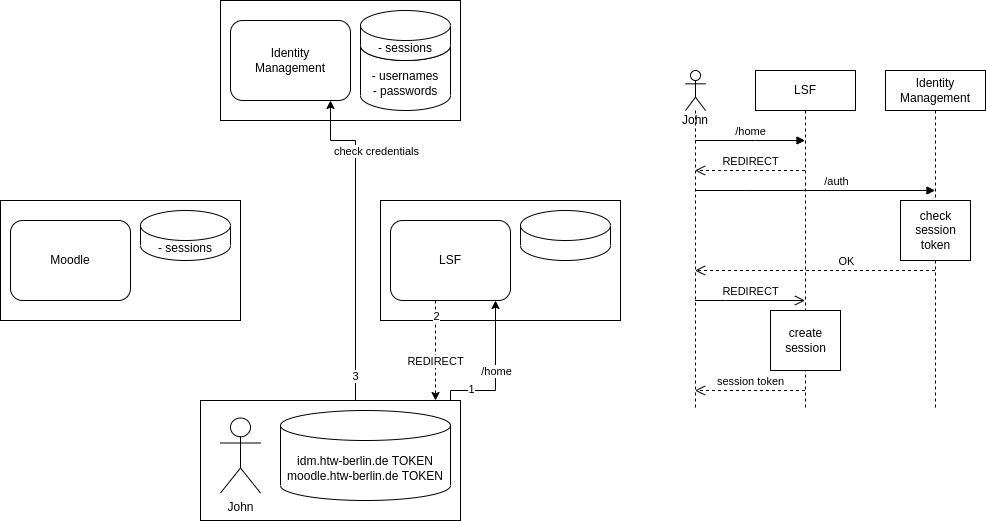 Identity
Management
- sessions
- usernames
- passwords
check credentials
Moodle
- sessions
LSF
2
REDIRECT
/home
1
3
John
idm.htw-berlin.de TOKEN
moodle.htw-berlin.de TOKEN
John
LSF
Identity
Management
/home
REDIRECT
/auth
check
session
token
OK
REDIRECT
create
session
session token